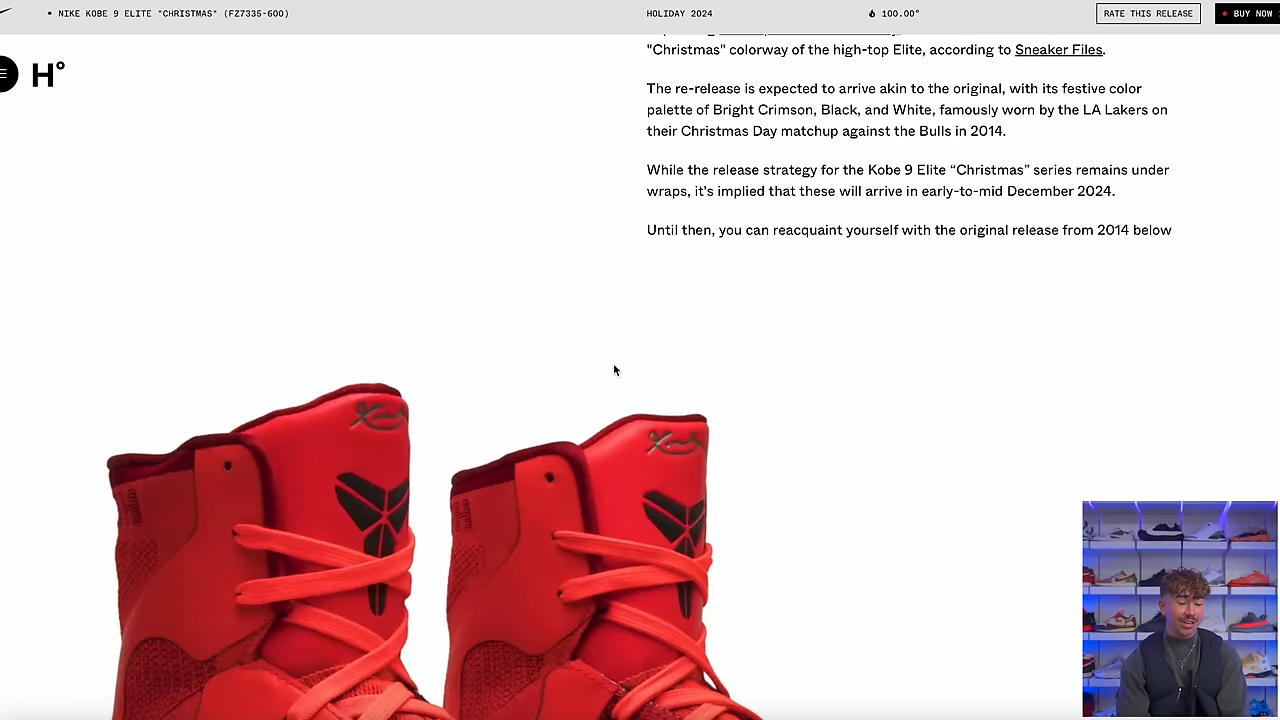 • NIKE KOBE 9 ELITE "CHRISTMAS" (FZ7335-600)
HOLIDAY 2024
100.00°
RATE THIS RELEASE
BUY NOW
H°
"Christmas" colorway of the high-top Elite, according to Sneaker Files.
The re-release is expected to arrive akin to the original, with its festive color
palette of Bright Crimson, Black, and White, famously worn by the LA Lakers on
their Christmas Day matchup against the Bulls in 2014.
While the release strategy for the Kobe 9 Elite “Christmas” series remains under
wraps, it's implied that these will arrive in early-to-mid December 2024.
Until then, you can reacquaint yourself with the original release from 2014 below